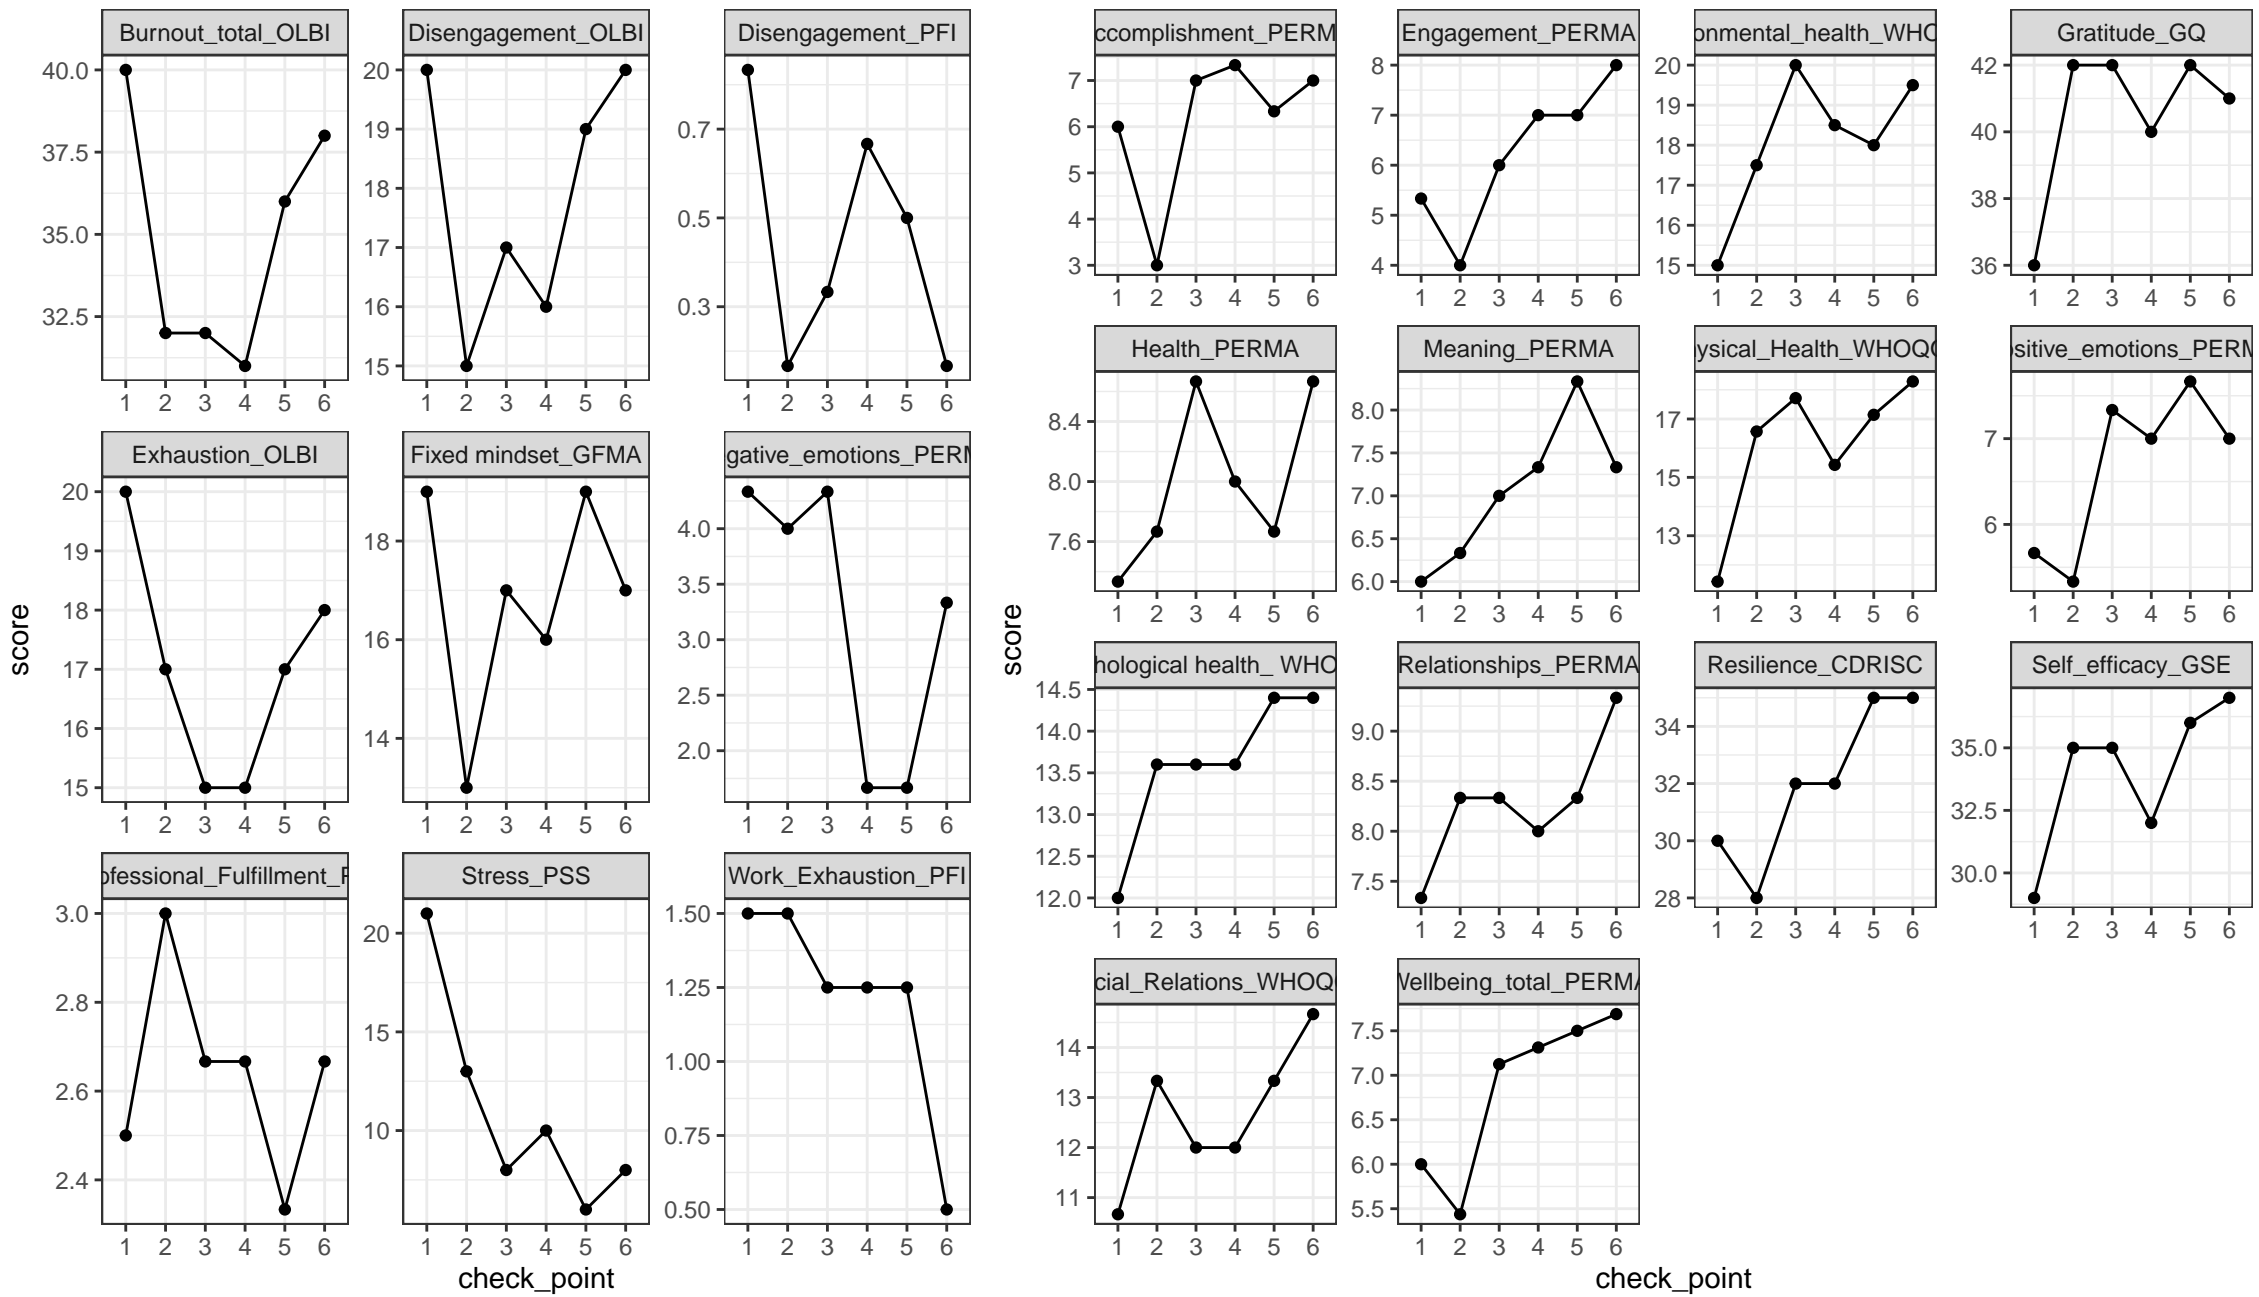 Burnout_total_OLBI
Disengagement_OLBI
Disengagement_PFI
40.0
37.5
35.0
32.5
1 2 3 4 5 6
20
19
18
17
16
15
1 2 3 4 5 6
0.7
0.5
0.3
1 2 3 4 5 6
Exhaustion_OLBI
Fixed mindset_GFMA
gative_emotions_PERM
20
19
18
17
16
15
1 2 3 4 5 6
18
16
14
1 2 3 4 5 6
4.0
3.5
3.0
2.5
2.0
1 2 3 4 5 6
ofessional_Fulfillment_F
Stress_PSS
Work_Exhaustion_PFI
3.0
2.8
2.6
2.4
1 2 3 4 5 6
20
15
10
1 2 3 4 5 6
1.50
1.25
1.00
0.75
0.50
1 2 3 4 5 6
score
check_point
ccomplishment_PERM
Engagement_PERMA
onmental_health_WHO
Gratitude_GQ
7
6
5
4
3
1 2 3 4 5 6
8
7
6
5
4
1 2 3 4 5 6
20
19
18
17
16
15
1 2 3 4 5 6
42
40
38
36
1 2 3 4 5 6
Health_PERMA
Meaning_PERMA
ysical_Health_WHOQO
ositive_emotions_PERM
8.4
8.0
7.6
1 2 3 4 5 6
8.0
7.5
7.0
6.5
6.0
1 2 3 4 5 6
17
15
13
1 2 3 4 5 6
7
6
1 2 3 4 5 6
hological health_ WHO
Relationships_PERMA
Resilience_CDRISC
Self_efficacy_GSE
14.5
14.0
13.5
13.0
12.5
12.0
1 2 3 4 5 6
9.0
8.5
8.0
7.5
1 2 3 4 5 6
34
32
30
28
1 2 3 4 5 6
35.0
32.5
30.0
1 2 3 4 5 6
cial_Relations_WHOQO
Wellbeing_total_PERMA
14
13
12
11
1 2 3 4 5 6
7.5
7.0
6.5
6.0
5.5
1 2 3 4 5 6
score
check_point